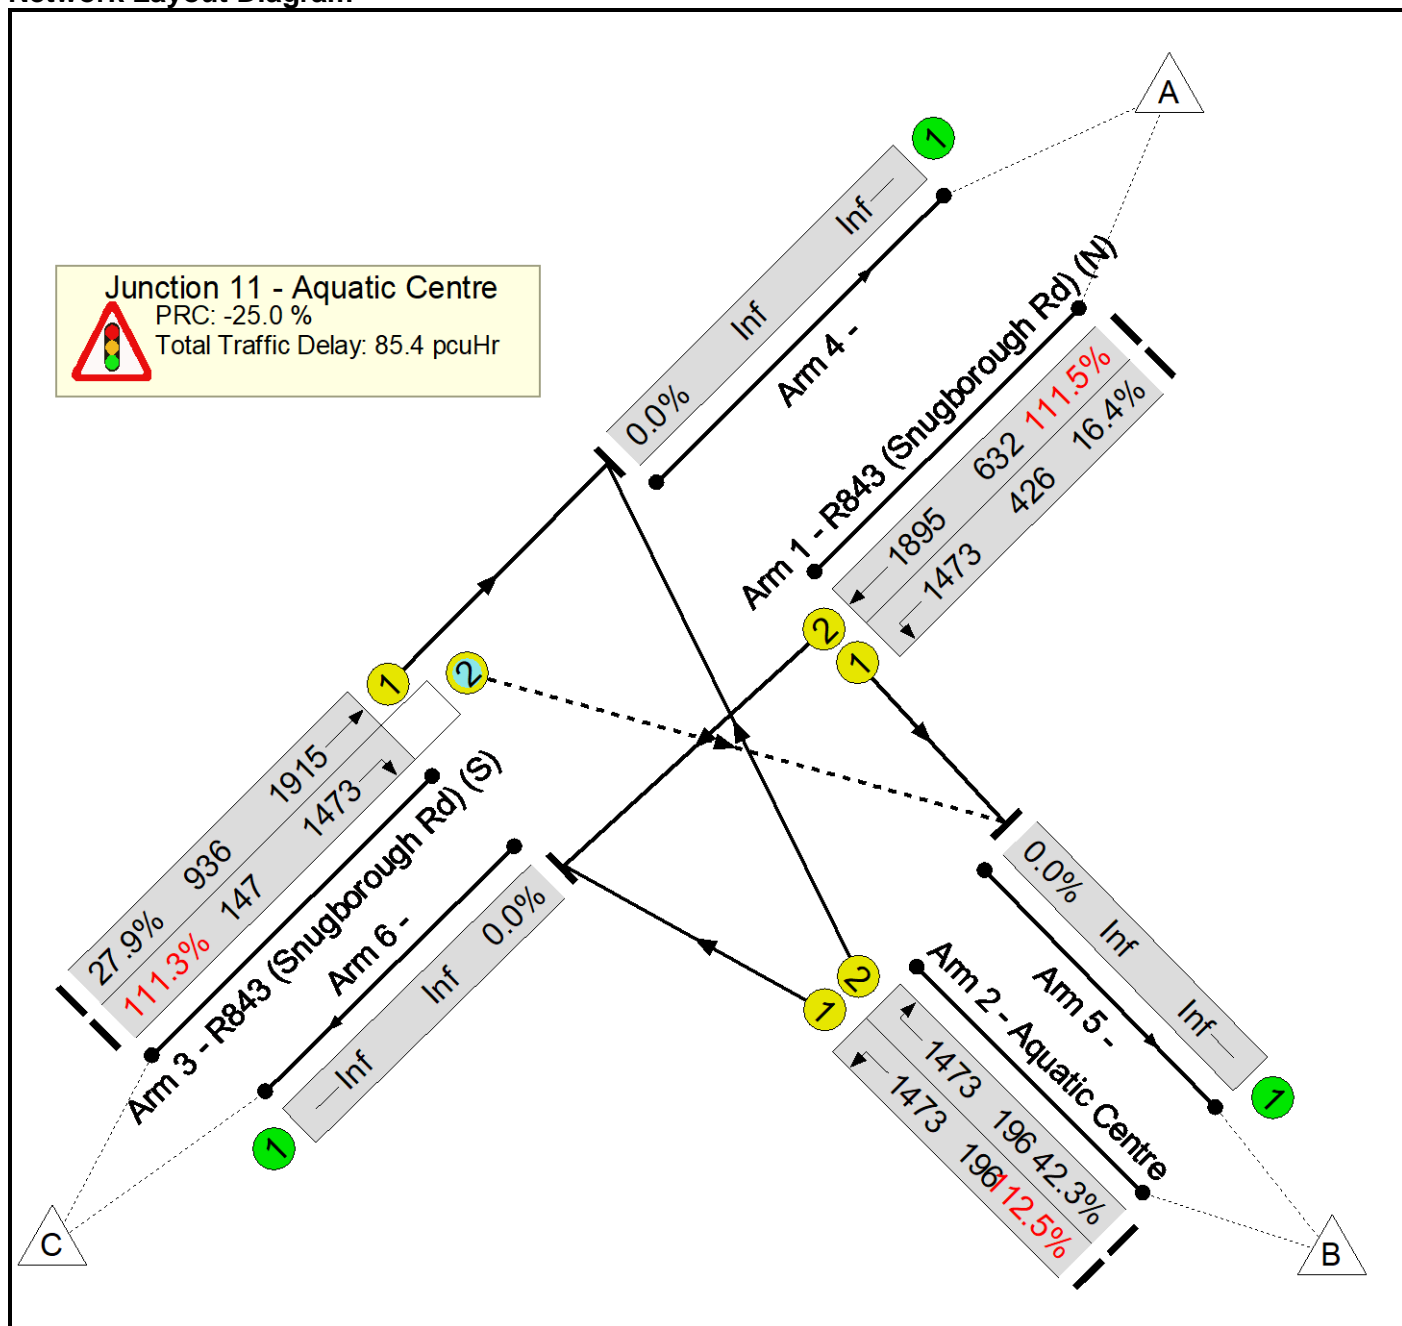 Network Layout Diagram
A
1
Inf
Inf
0.0%
Arm 4 -
Junction 11 - Aquatic Centre
PRC: -25.0 %
Total Traffic Delay: 85.4 pcuHr
Arm 1 - R843 (Snugborough Rd) (N)
1895 632 111.5%
1473 426 16.4%
2
1
1
2
1915
936
27.9%
1473
147
111.3%
Arm 3 - R843 (Snugborough Rd) (S)
Arm 6 -
0.0%
Inf
Inf
1
C
0.0%
Inf
Inf
1
Arm 5 -
Arm 2 - Aquatic Centre
2
1
1473 196 42.3%
1473 196 112.5%
B